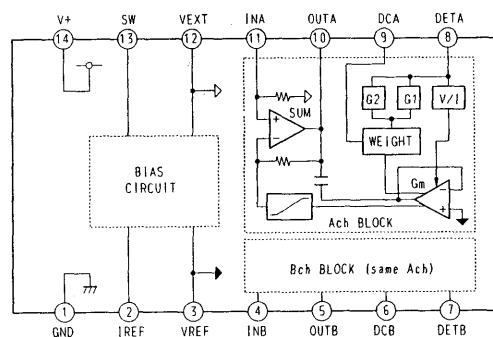 V+ SW VEXT INA OUTA DCA DETA
14 13 12 11 10 9 8
G2 G1 V/I
SUM
+
−
WEIGHT
BIAS
CIRCUIT
Gm
−
+
Ach BLOCK
Bch BLOCK (same Ach)
1 2 3 4 5 6 7
GND IREF VREF INB OUTB DCB DETB